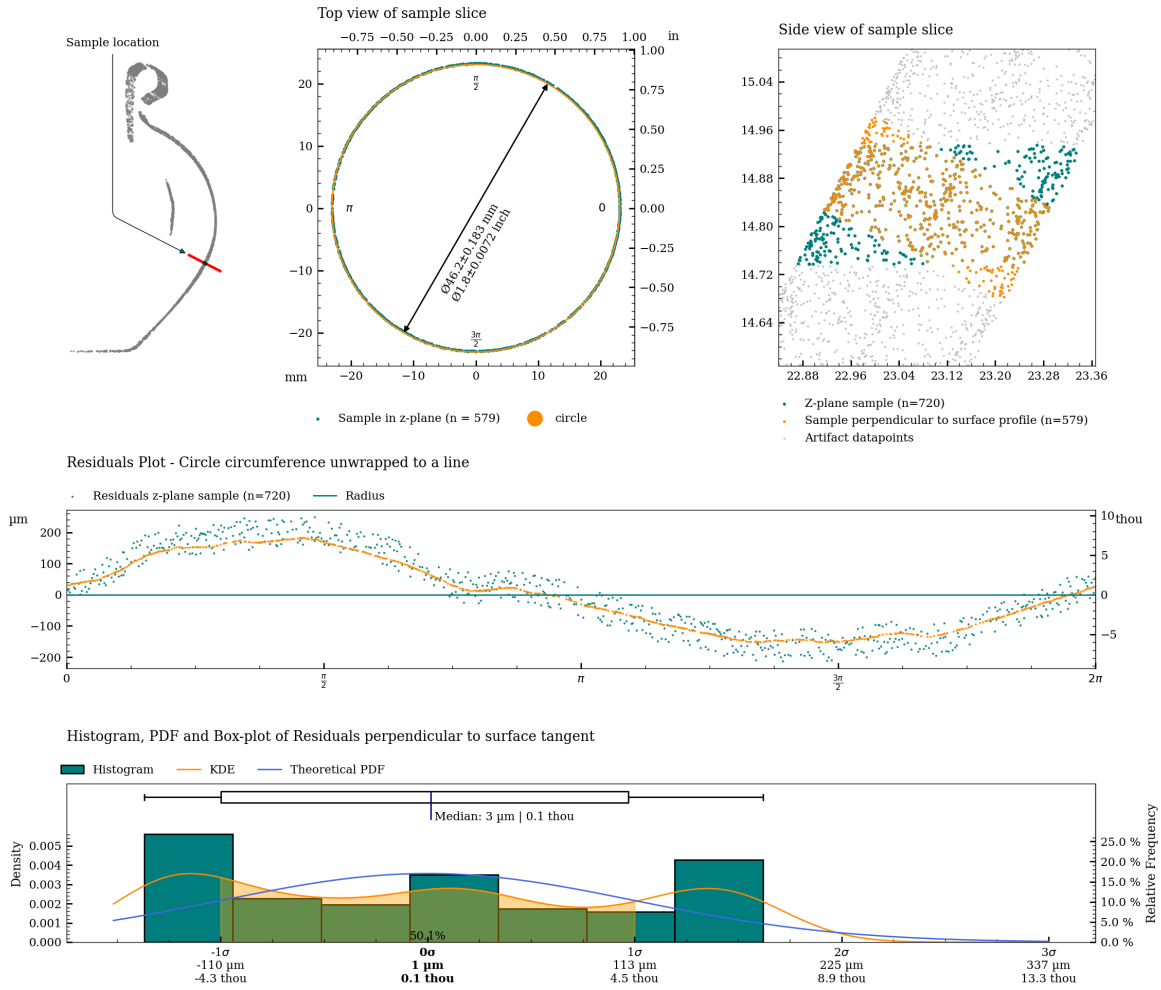 Top view of sample slice
Sample location
−0.75 −0.50 −0.25 0.00 0.25 0.50 0.75 1.00 in
Side view of sample slice
20
10
0
−10
−20
mm
−20 −10 0 10 20
1.00
0.75
0.50
0.25
0.00
−0.25
−0.50
−0.75
π/2
π
0
3π/2
Ø46.2±0.183 mm
Ø1.8±0.0072 inch
Sample in z-plane (n = 579) circle
15.04
14.96
14.88
14.80
14.72
14.64
22.88 22.96 23.04 23.12 23.20 23.28 23.36
Z-plane sample (n=720)
Sample perpendicular to surface profile (n=579)
Artifact datapoints
Residuals Plot - Circle circumference unwrapped to a line
Residuals z-plane sample (n=720) Radius
µm
200
100
0
−100
−200
10 thou
5
0
−5
0 π/2 π 3π/2 2π
Histogram, PDF and Box-plot of Residuals perpendicular to surface tangent
Histogram KDE Theoretical PDF
Median: 3 µm | 0.1 thou
Density
0.005
0.004
0.003
0.002
0.001
0.000
Relative Frequency
25.0 %
20.0 %
15.0 %
10.0 %
5.0 %
0.0 %
50.1%
-1σ 0σ 1σ 2σ 3σ
-110 µm 1 µm 113 µm 225 µm 337 µm
-4.3 thou 0.1 thou 4.5 thou 8.9 thou 13.3 thou